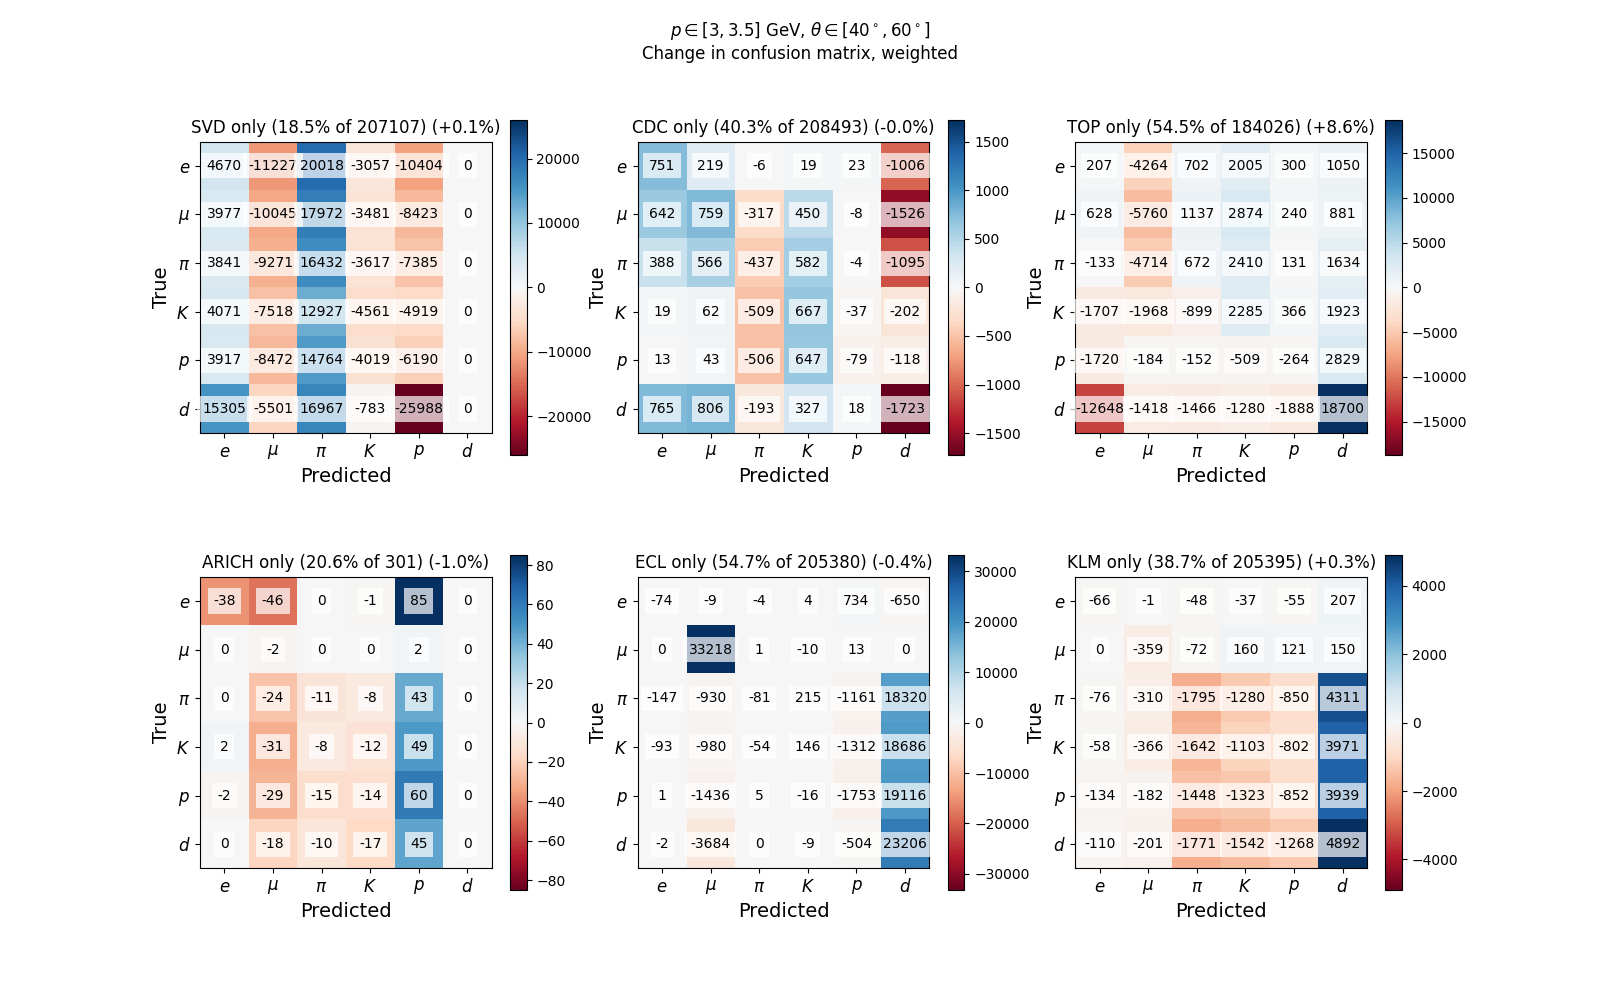 p ∈ [3, 3.5] GeV, θ ∈ [40°, 60°]
Change in confusion matrix, weighted
SVD only (18.5% of 207107) (+0.1%)
e 4670 -11227 20018 -3057 -10404 0
μ 3977 -10045 17972 -3481 -8423 0
π 3841 -9271 16432 -3617 -7385 0
K 4071 -7518 12927 -4561 -4919 0
p 3917 -8472 14764 -4019 -6190 0
d 15305 -5501 16967 -783 -25988 0
e μ π K p d
Predicted
True
20000
10000
0
−10000
−20000
CDC only (40.3% of 208493) (-0.0%)
e 751 219 -6 19 23 -1006
μ 642 759 -317 450 -8 -1526
π 388 566 -437 582 -4 -1095
K 19 62 -509 667 -37 -202
p 13 43 -506 647 -79 -118
d 765 806 -193 327 18 -1723
e μ π K p d
Predicted
True
1500
1000
500
0
−500
−1000
−1500
TOP only (54.5% of 184026) (+8.6%)
e 207 -4264 702 2005 300 1050
μ 628 -5760 1137 2874 240 881
π -133 -4714 672 2410 131 1634
K -1707 -1968 -899 2285 366 1923
p -1720 -184 -152 -509 -264 2829
d -12648 -1418 -1466 -1280 -1888 18700
e μ π K p d
Predicted
True
15000
10000
5000
0
−5000
−10000
−15000
ARICH only (20.6% of 301) (-1.0%)
e -38 -46 0 -1 85 0
μ 0 -2 0 0 2 0
π 0 -24 -11 -8 43 0
K 2 -31 -8 -12 49 0
p -2 -29 -15 -14 60 0
d 0 -18 -10 -17 45 0
e μ π K p d
Predicted
True
80
60
40
20
0
−20
−40
−60
−80
ECL only (54.7% of 205380) (-0.4%)
e -74 -9 -4 4 734 -650
μ 0 33218 1 -10 13 0
π -147 -930 -81 215 -1161 18320
K -93 -980 -54 146 -1312 18686
p 1 -1436 5 -16 -1753 19116
d -2 -3684 0 -9 -504 23206
e μ π K p d
Predicted
True
30000
20000
10000
0
−10000
−20000
−30000
KLM only (38.7% of 205395) (+0.3%)
e -66 -1 -48 -37 -55 207
μ 0 -359 -72 160 121 150
π -76 -310 -1795 -1280 -850 4311
K -58 -366 -1642 -1103 -802 3971
p -134 -182 -1448 -1323 -852 3939
d -110 -201 -1771 -1542 -1268 4892
e μ π K p d
Predicted
True
4000
2000
0
−2000
−4000